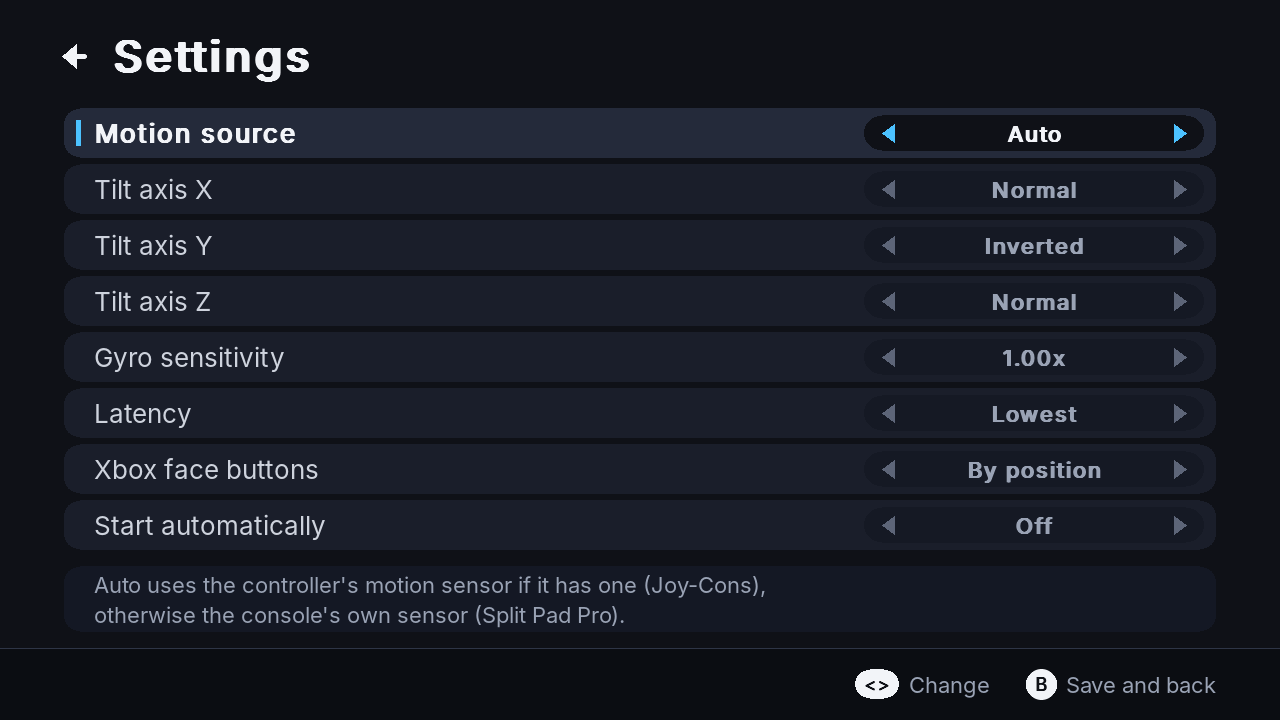 Settings
Motion source Auto
Tilt axis X Normal
Tilt axis Y Inverted
Tilt axis Z Normal
Gyro sensitivity 1.00x
Latency Lowest
Xbox face buttons By position
Start automatically Off
Auto uses the controller's motion sensor if it has one (Joy-Cons),
otherwise the console's own sensor (Split Pad Pro).
<> Change B Save and back